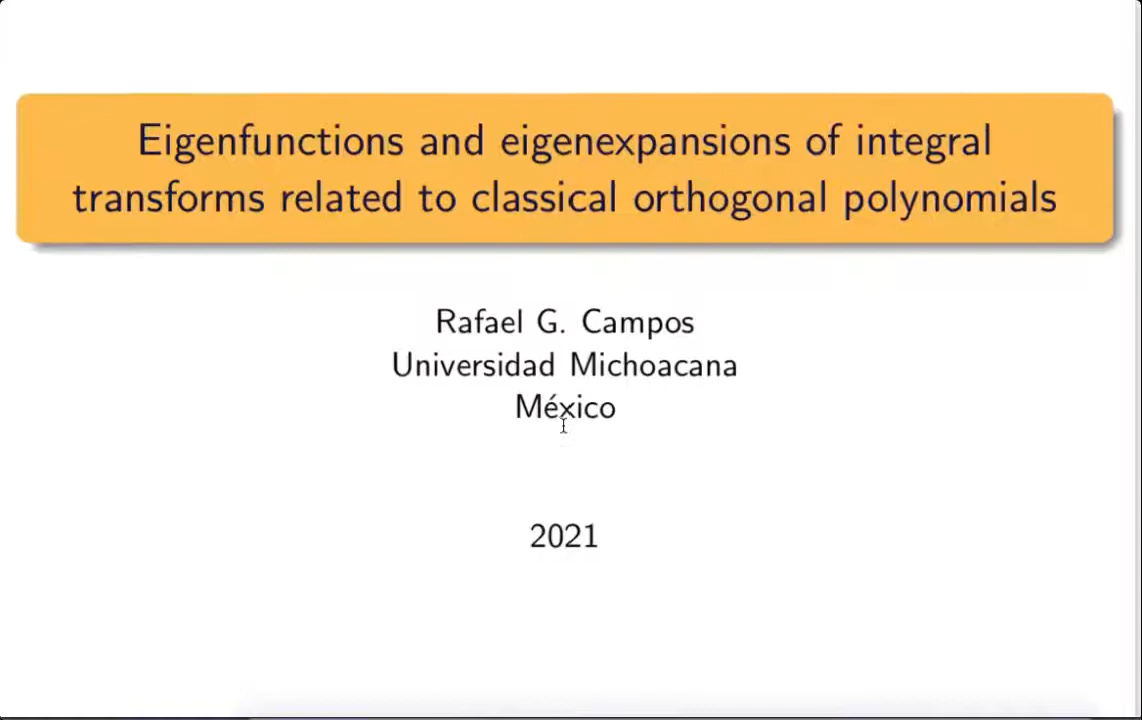 Eigenfunctions and eigenexpansions of integral
transforms related to classical orthogonal polynomials
Rafael G. Campos
Universidad Michoacana
México
2021